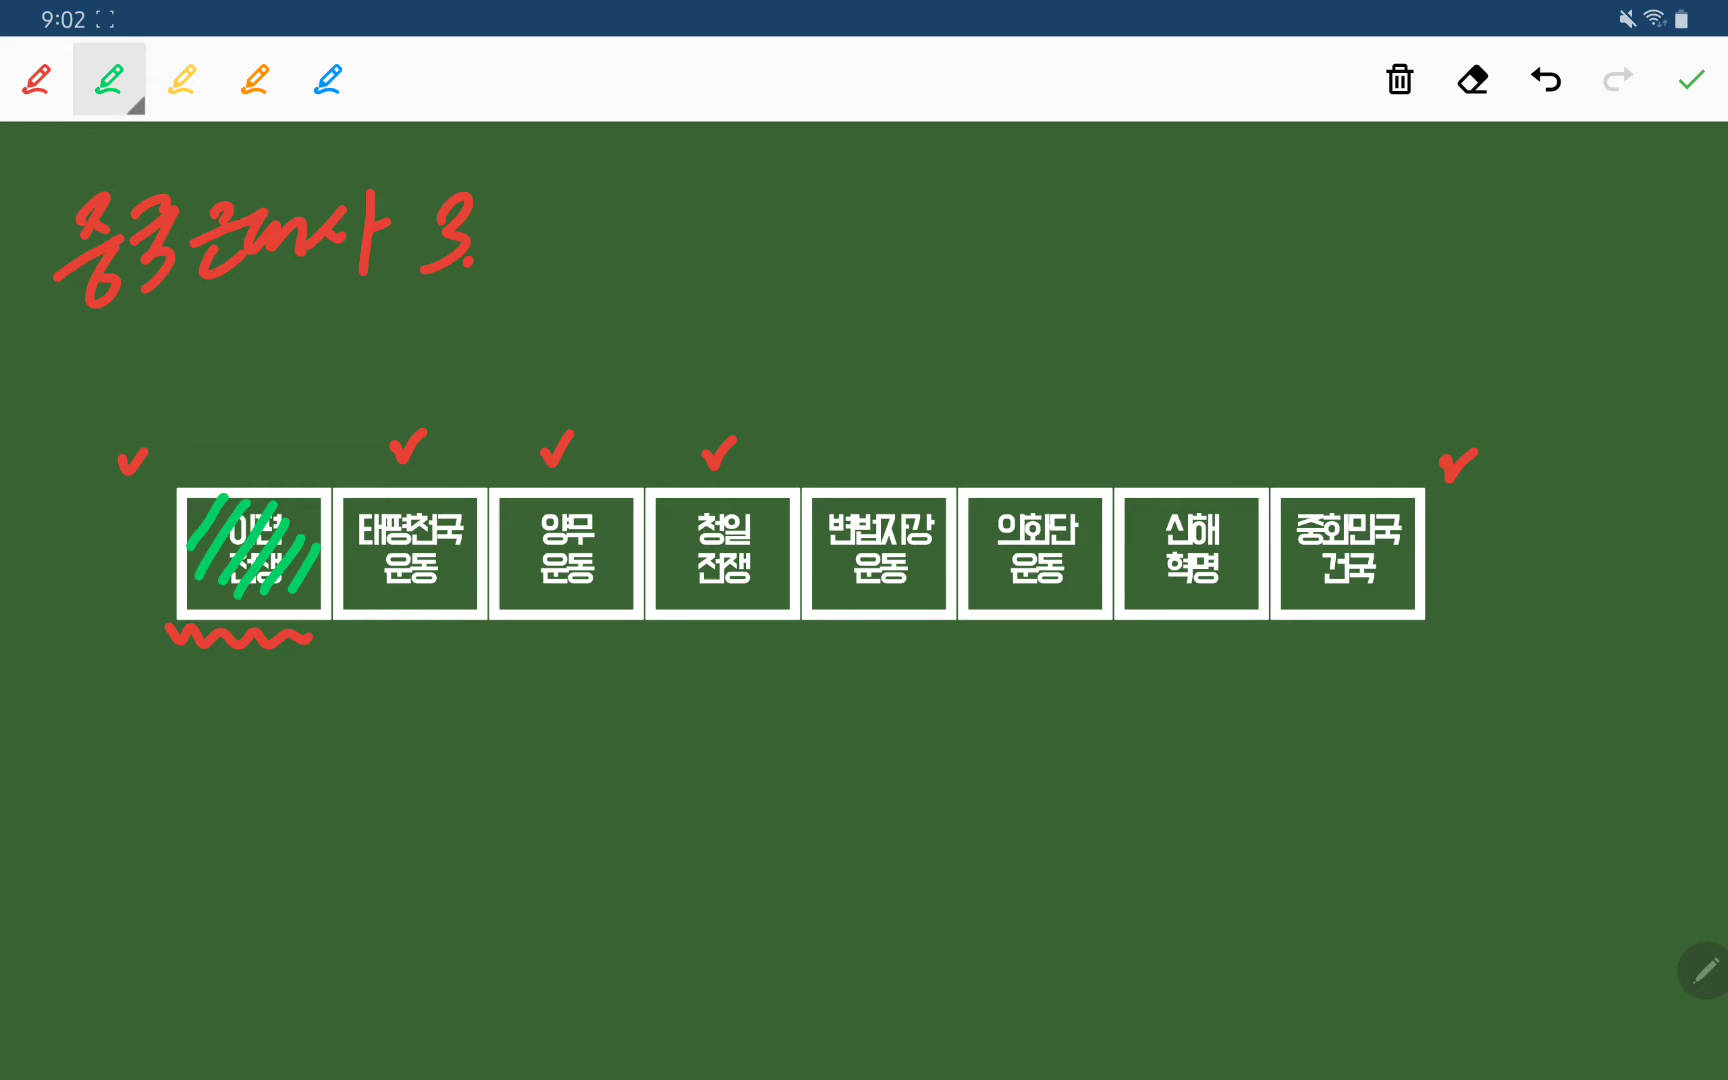 9:02
중국근대사 3.
아편
전쟁
태평천국
운동
양무
운동
청일
전쟁
변법자강
운동
의화단
운동
신해
혁명
중화민국
건국